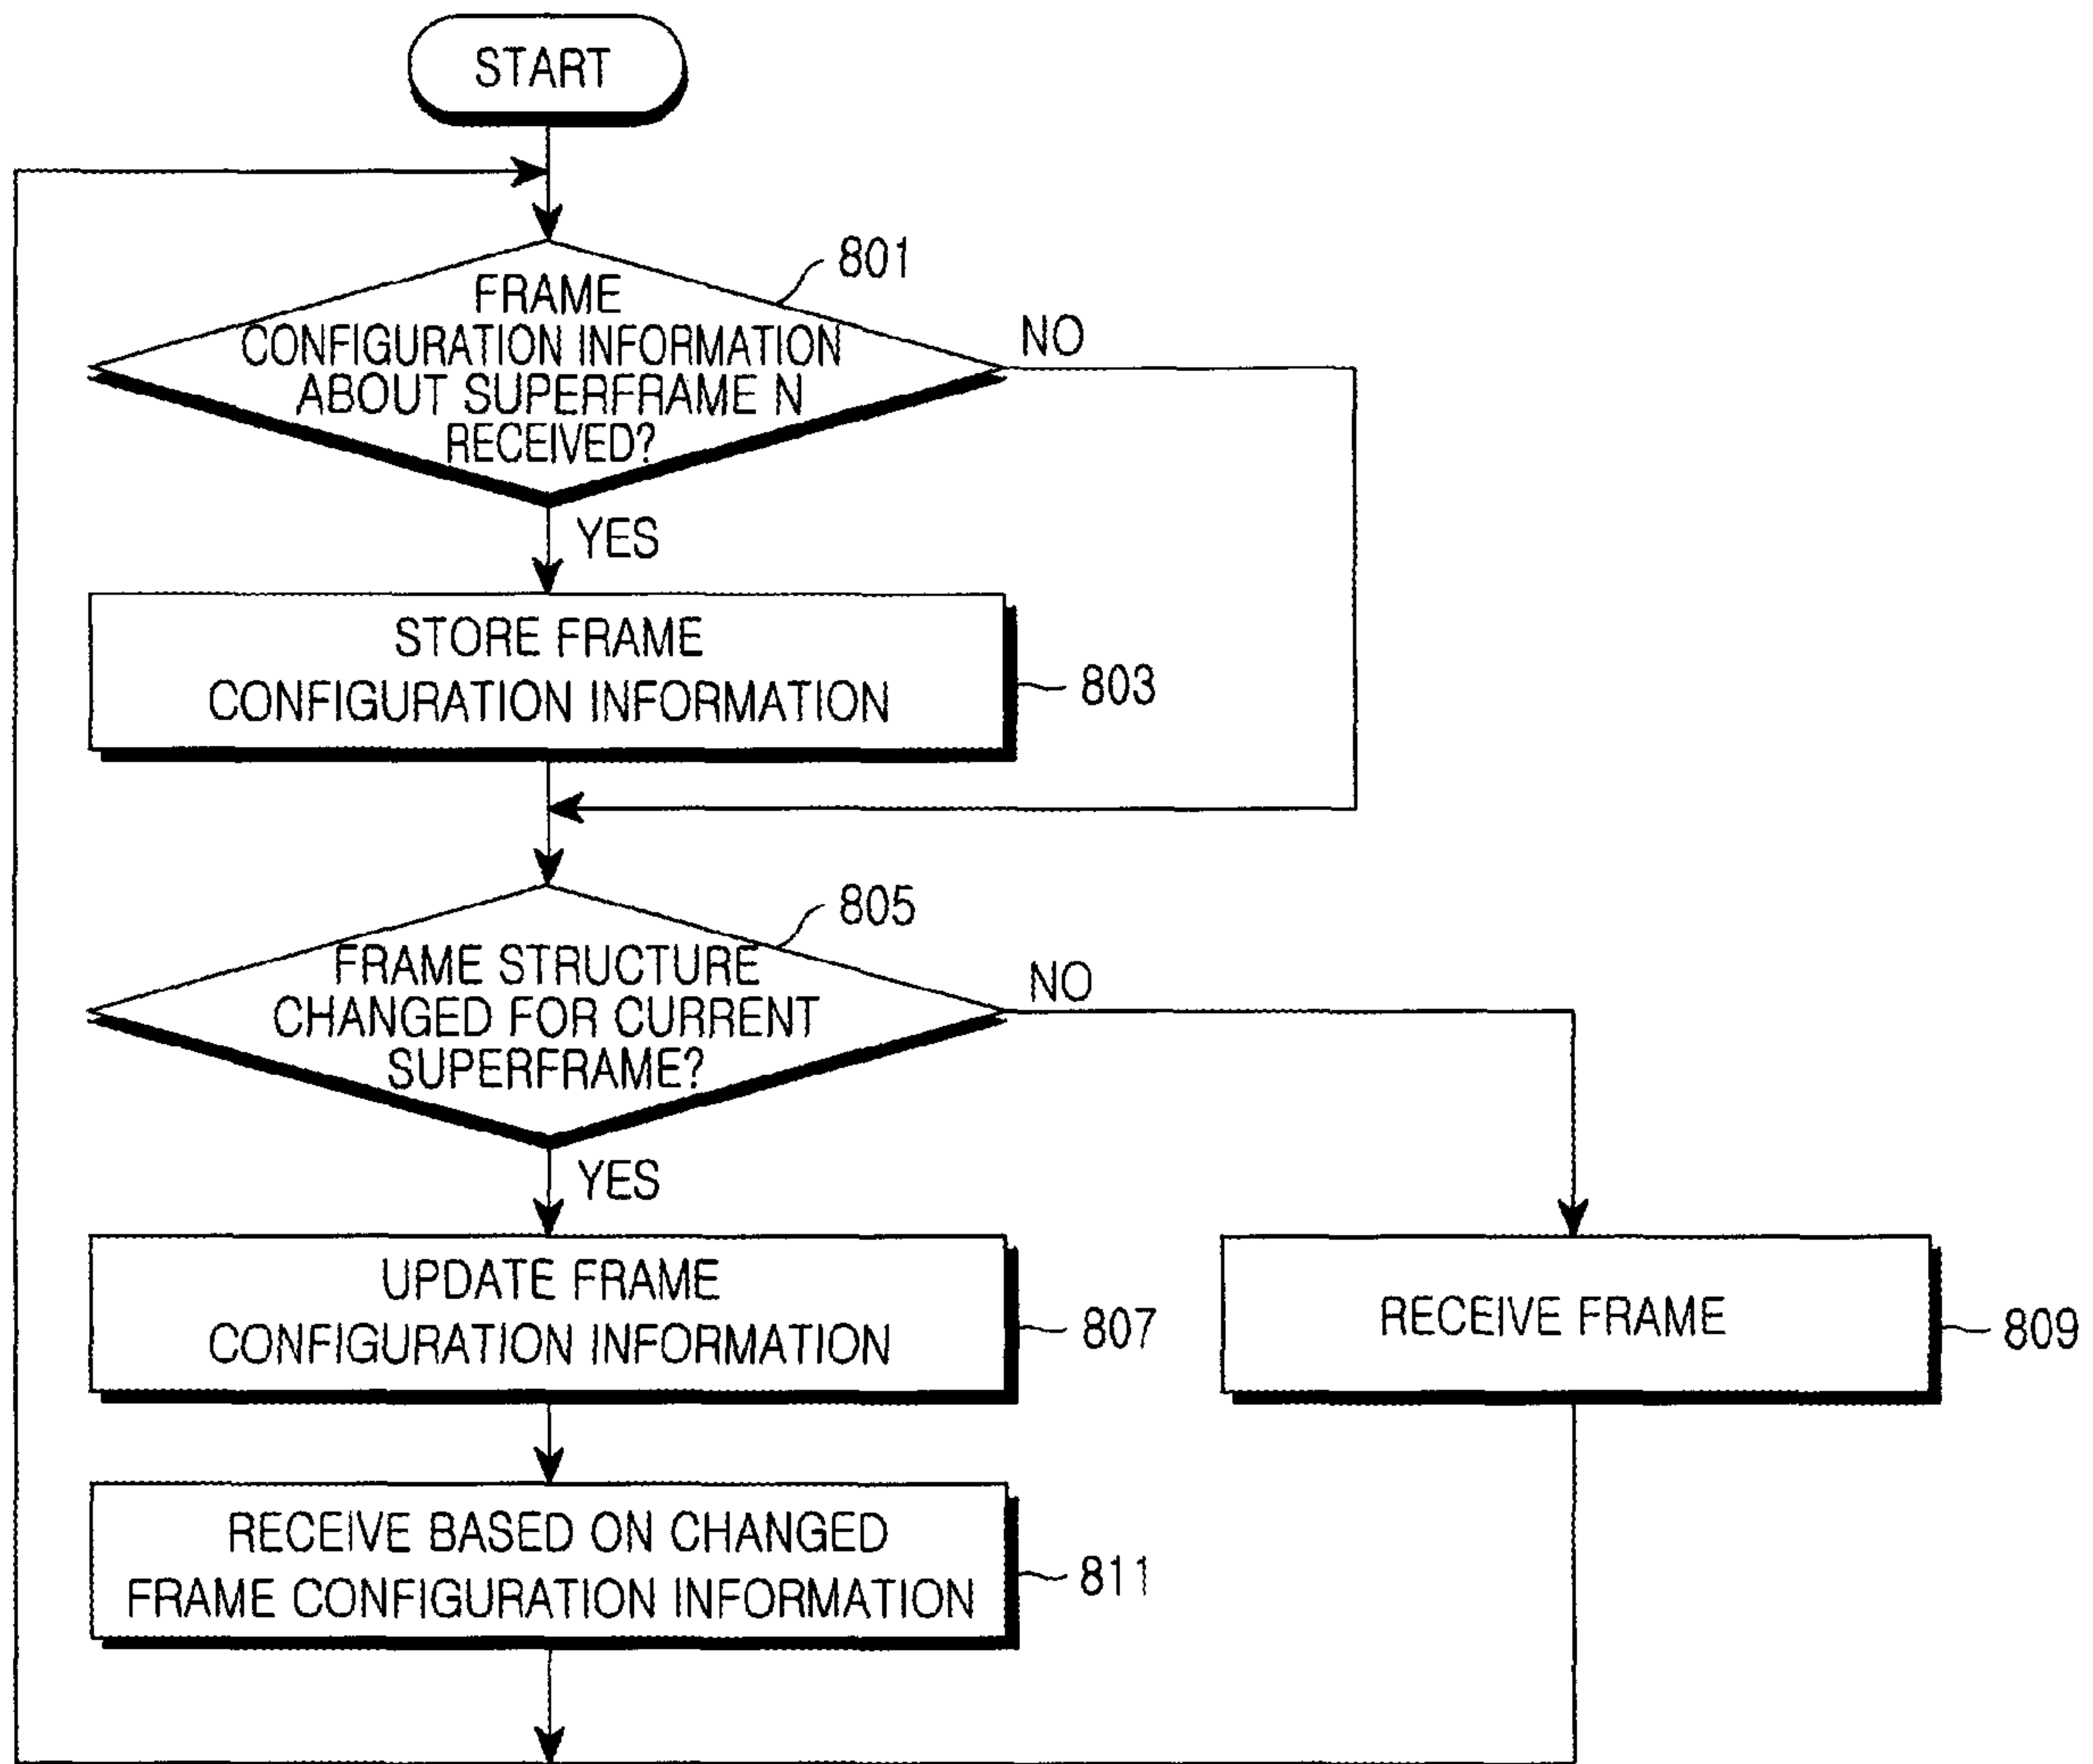 START
801
FRAME
CONFIGURATION INFORMATION
ABOUT SUPERFRAME N
RECEIVED?
NO
YES
STORE FRAME
CONFIGURATION INFORMATION
803
805
FRAME STRUCTURE
CHANGED FOR CURRENT
SUPERFRAME?
NO
YES
UPDATE FRAME
CONFIGURATION INFORMATION
807
RECEIVE FRAME
809
RECEIVE BASED ON CHANGED
FRAME CONFIGURATION INFORMATION
811